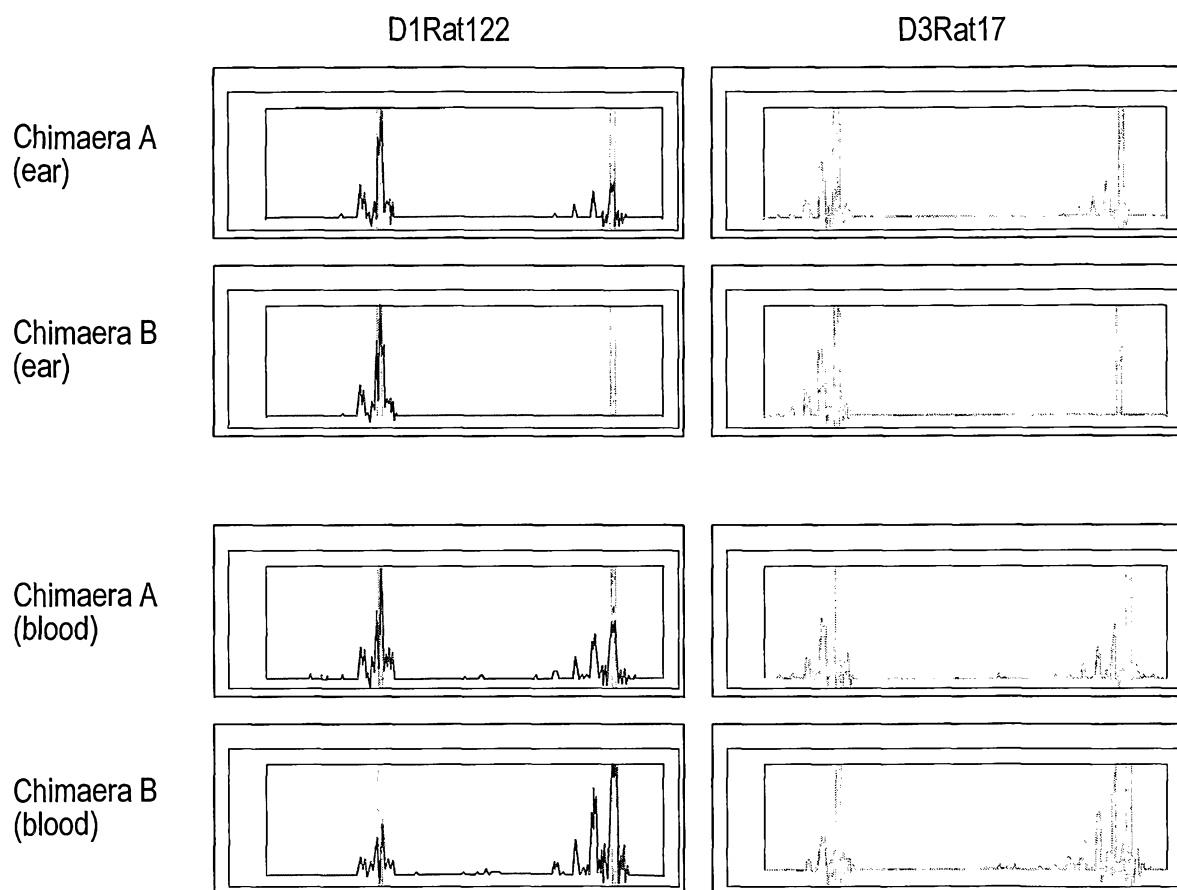 D1Rat122
D3Rat17
Chimaera A
(ear)
Chimaera B
(ear)
Chimaera A
(blood)
Chimaera B
(blood)